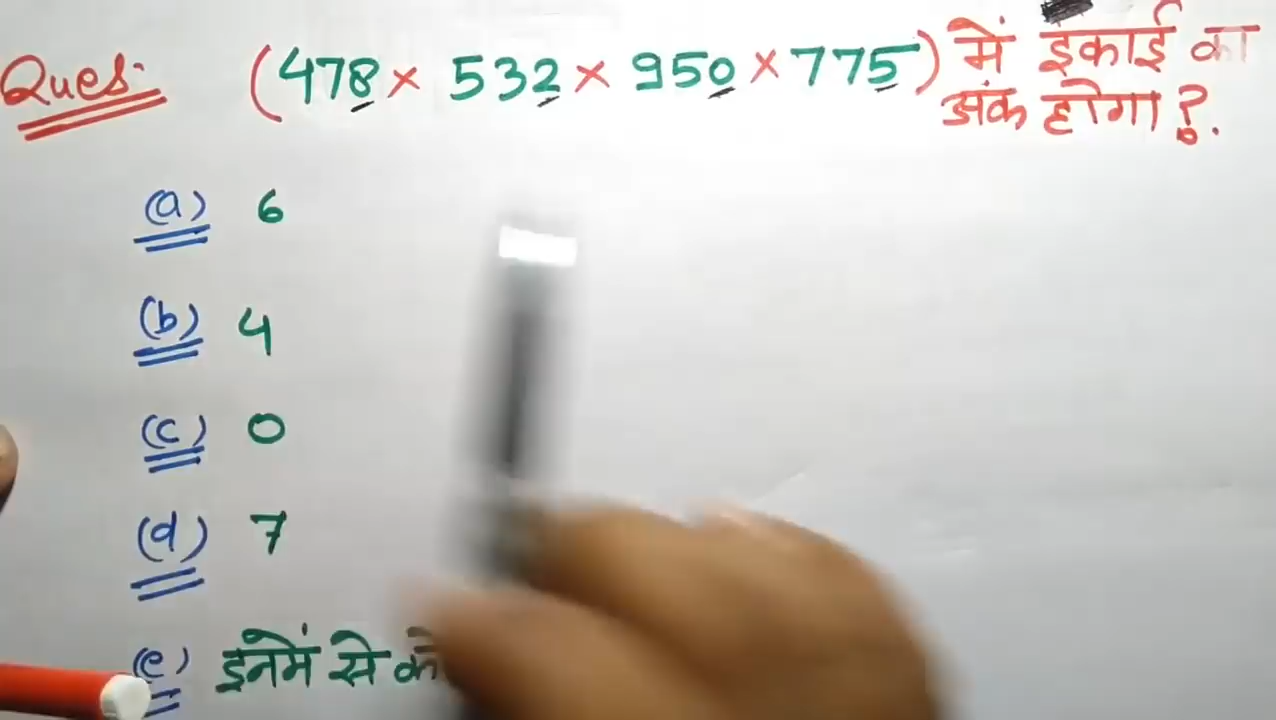 Ques. (478 × 532 × 950 × 775) में इकाई का
अंक होगा ?.
(a) 6
(b) 4
(c) 0
(d) 7
(e) इनमें से